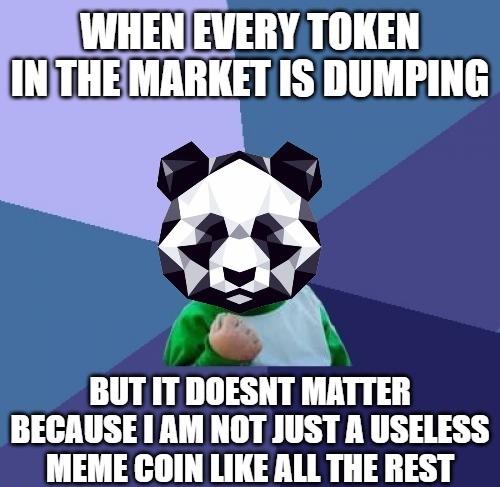 WHEN EVERY TOKEN
IN THE MARKET IS DUMPING
BUT IT DOESNT MATTER
BECAUSE I AM NOT JUST A USELESS
MEME COIN LIKE ALL THE REST